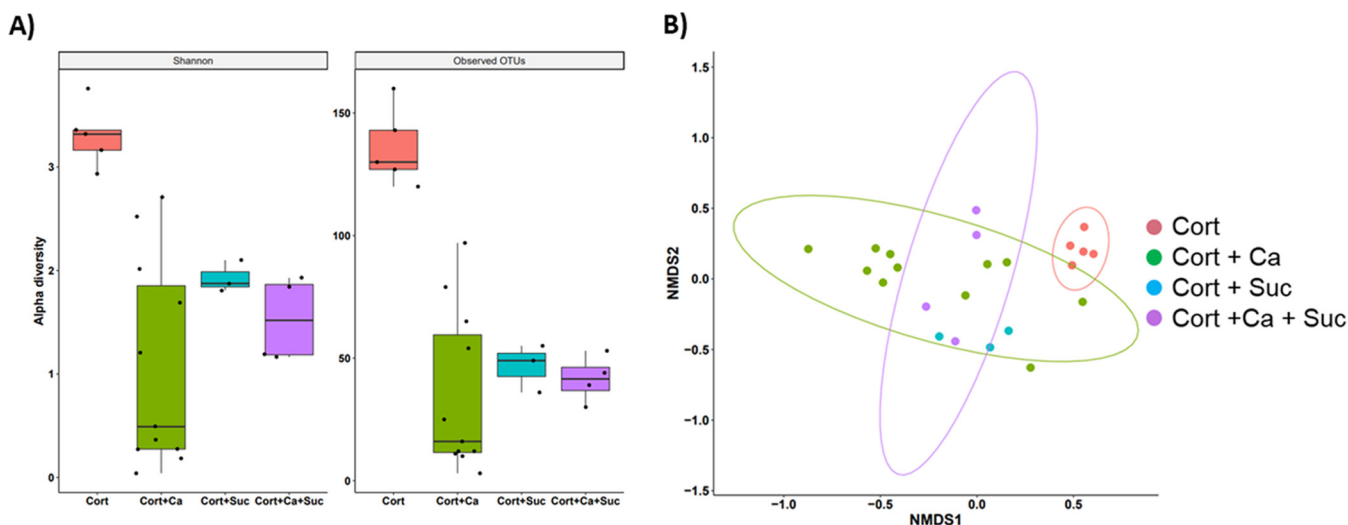 A)
Shannon
Observed OTUs
Alpha diversity
3
2
1
0
150
100
50
0
Cort
Cort+Ca
Cort+Suc
Cort+Ca+Suc
Cort
Cort+Ca
Cort+Suc
Cort+Ca+Suc
B)
NMDS2
1.5
1.0
0.5
0.0
−0.5
−1.0
−1.5
−1.0
−0.5
0.0
0.5
NMDS1
Cort
Cort + Ca
Cort + Suc
Cort +Ca + Suc